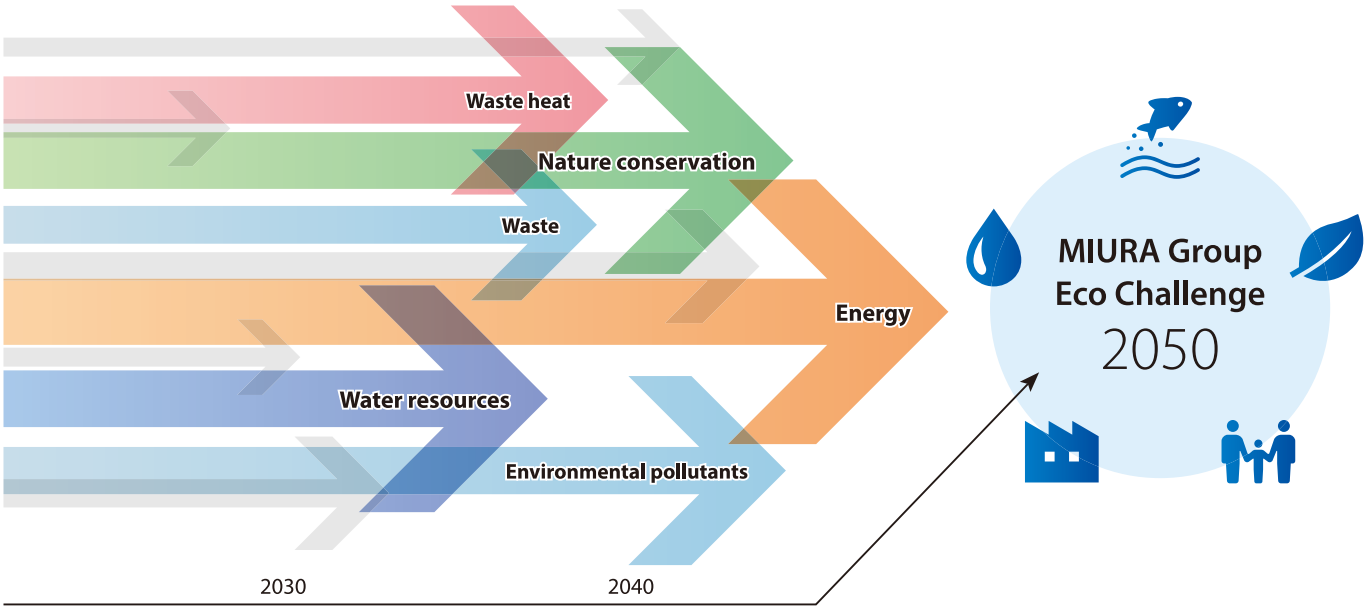 Waste heat
Nature conservation
Waste
Energy
Water resources
Environmental pollutants
2030
2040
MIURA Group
Eco Challenge
2050